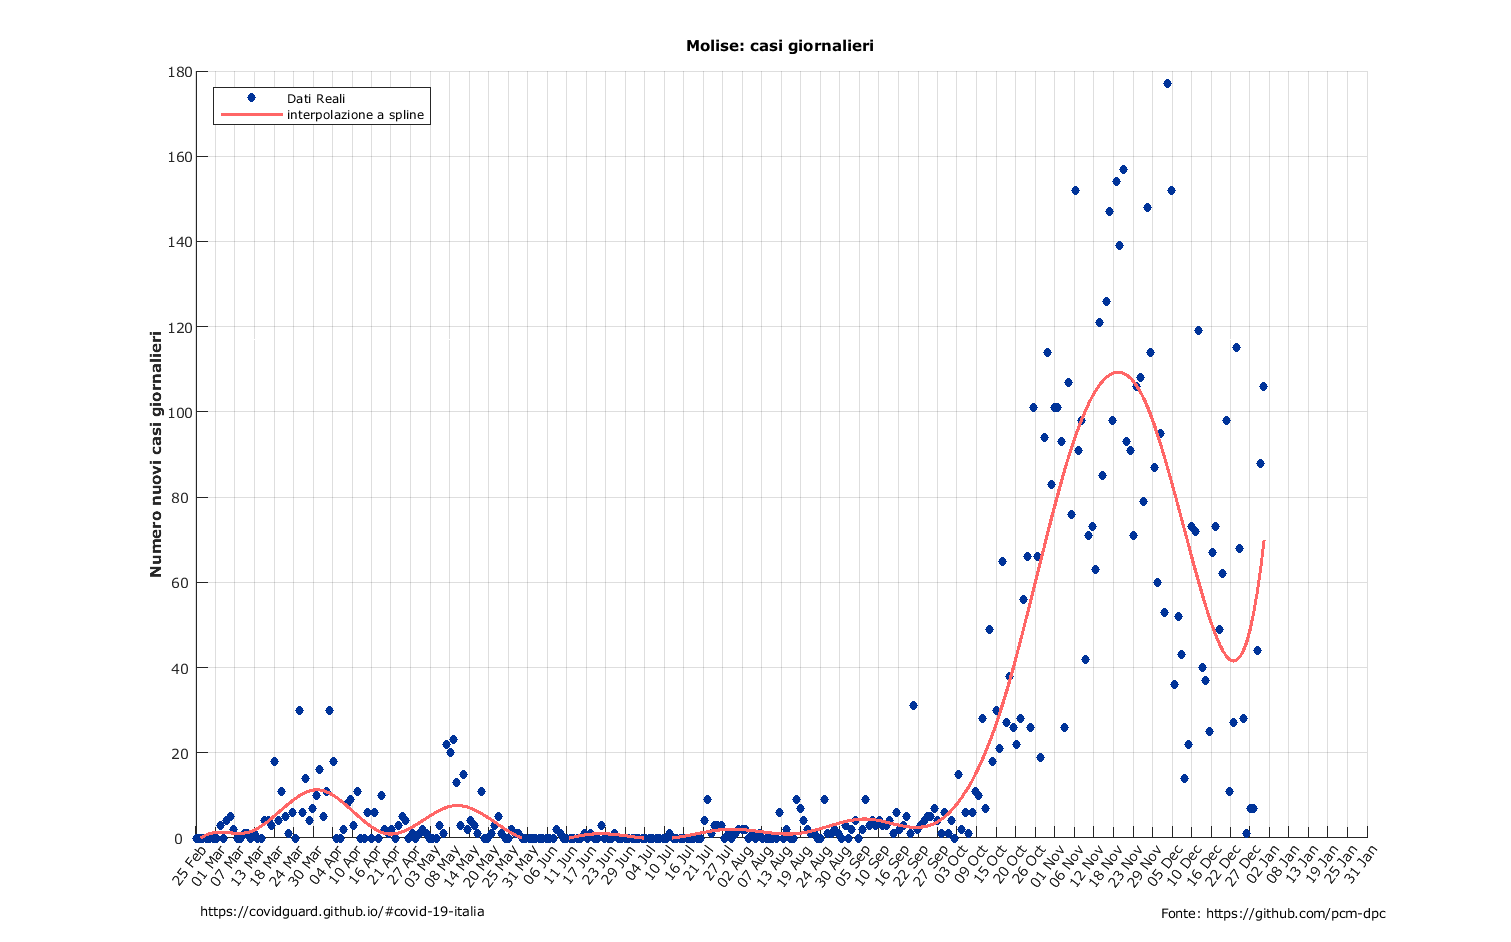 Molise: casi giornalieri
Dati Reali
interpolazione a spline
Numero nuovi casi giornalieri
180
160
140
120
100
80
60
40
20
0
25 Feb
01 Mar
07 Mar
13 Mar
18 Mar
24 Mar
30 Mar
04 Apr
10 Apr
16 Apr
21 Apr
27 Apr
03 May
08 May
14 May
20 May
25 May
31 May
06 Jun
11 Jun
17 Jun
23 Jun
29 Jun
04 Jul
10 Jul
16 Jul
21 Jul
27 Jul
02 Aug
07 Aug
13 Aug
19 Aug
24 Aug
30 Aug
05 Sep
10 Sep
16 Sep
22 Sep
27 Sep
03 Oct
09 Oct
15 Oct
20 Oct
26 Oct
01 Nov
06 Nov
12 Nov
18 Nov
23 Nov
29 Nov
05 Dec
10 Dec
16 Dec
22 Dec
27 Dec
02 Jan
08 Jan
13 Jan
19 Jan
25 Jan
31 Jan
https://covidguard.github.io/#covid-19-italia
Fonte: https://github.com/pcm-dpc